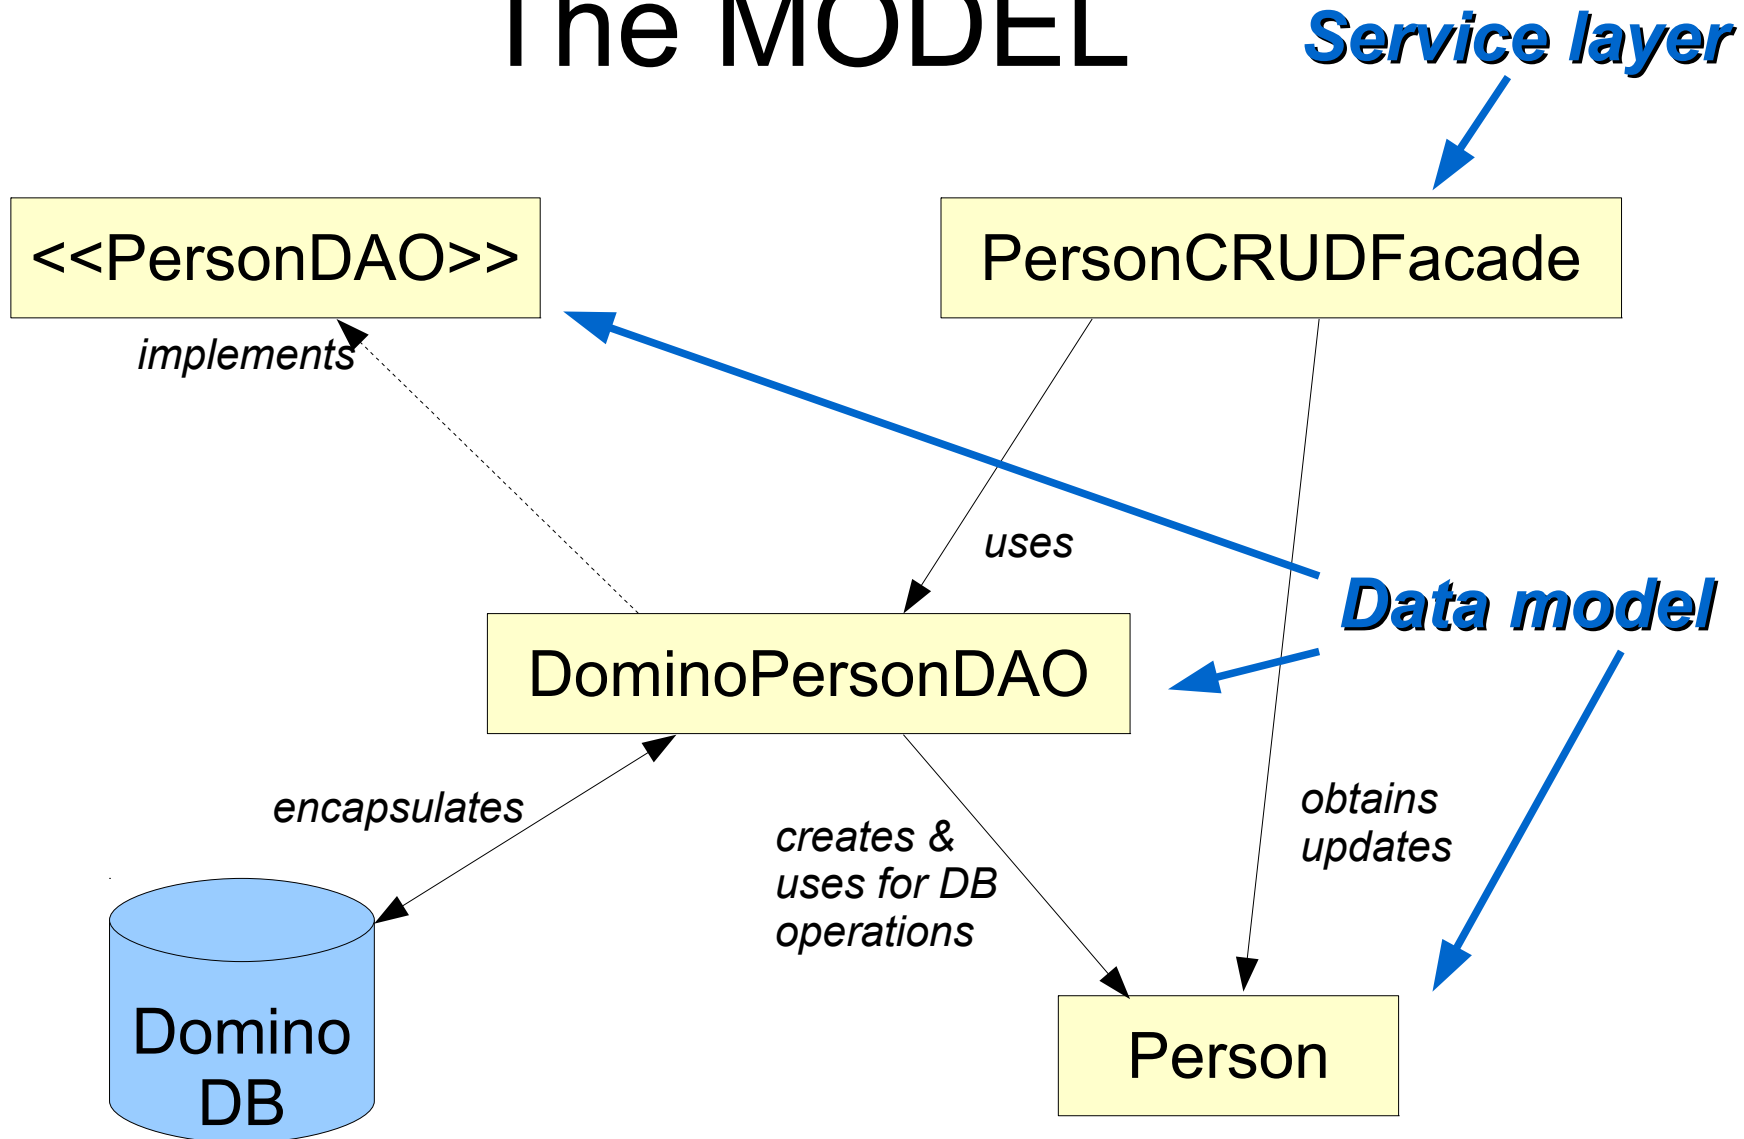 The MODEL
Service layer
<<PersonDAO>>
PersonCRUDFacade
implements
uses
Data model
DominoPersonDAO
encapsulates
creates &
uses for DB
operations
obtains
updates
Domino
DB
Person